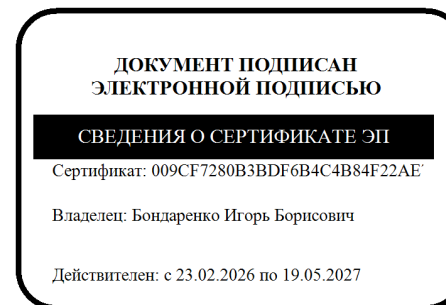 ДОКУМЕНТ ПОДПИСАН
ЭЛЕКТРОННОЙ ПОДПИСЬЮ
СВЕДЕНИЯ О СЕРТИФИКАТЕ ЭП
Сертификат: 009CF7280B3BDF6B4C4B84F22AE
Владелец: Бондаренко Игорь Борисович
Действителен: с 23.02.2026 по 19.05.2027